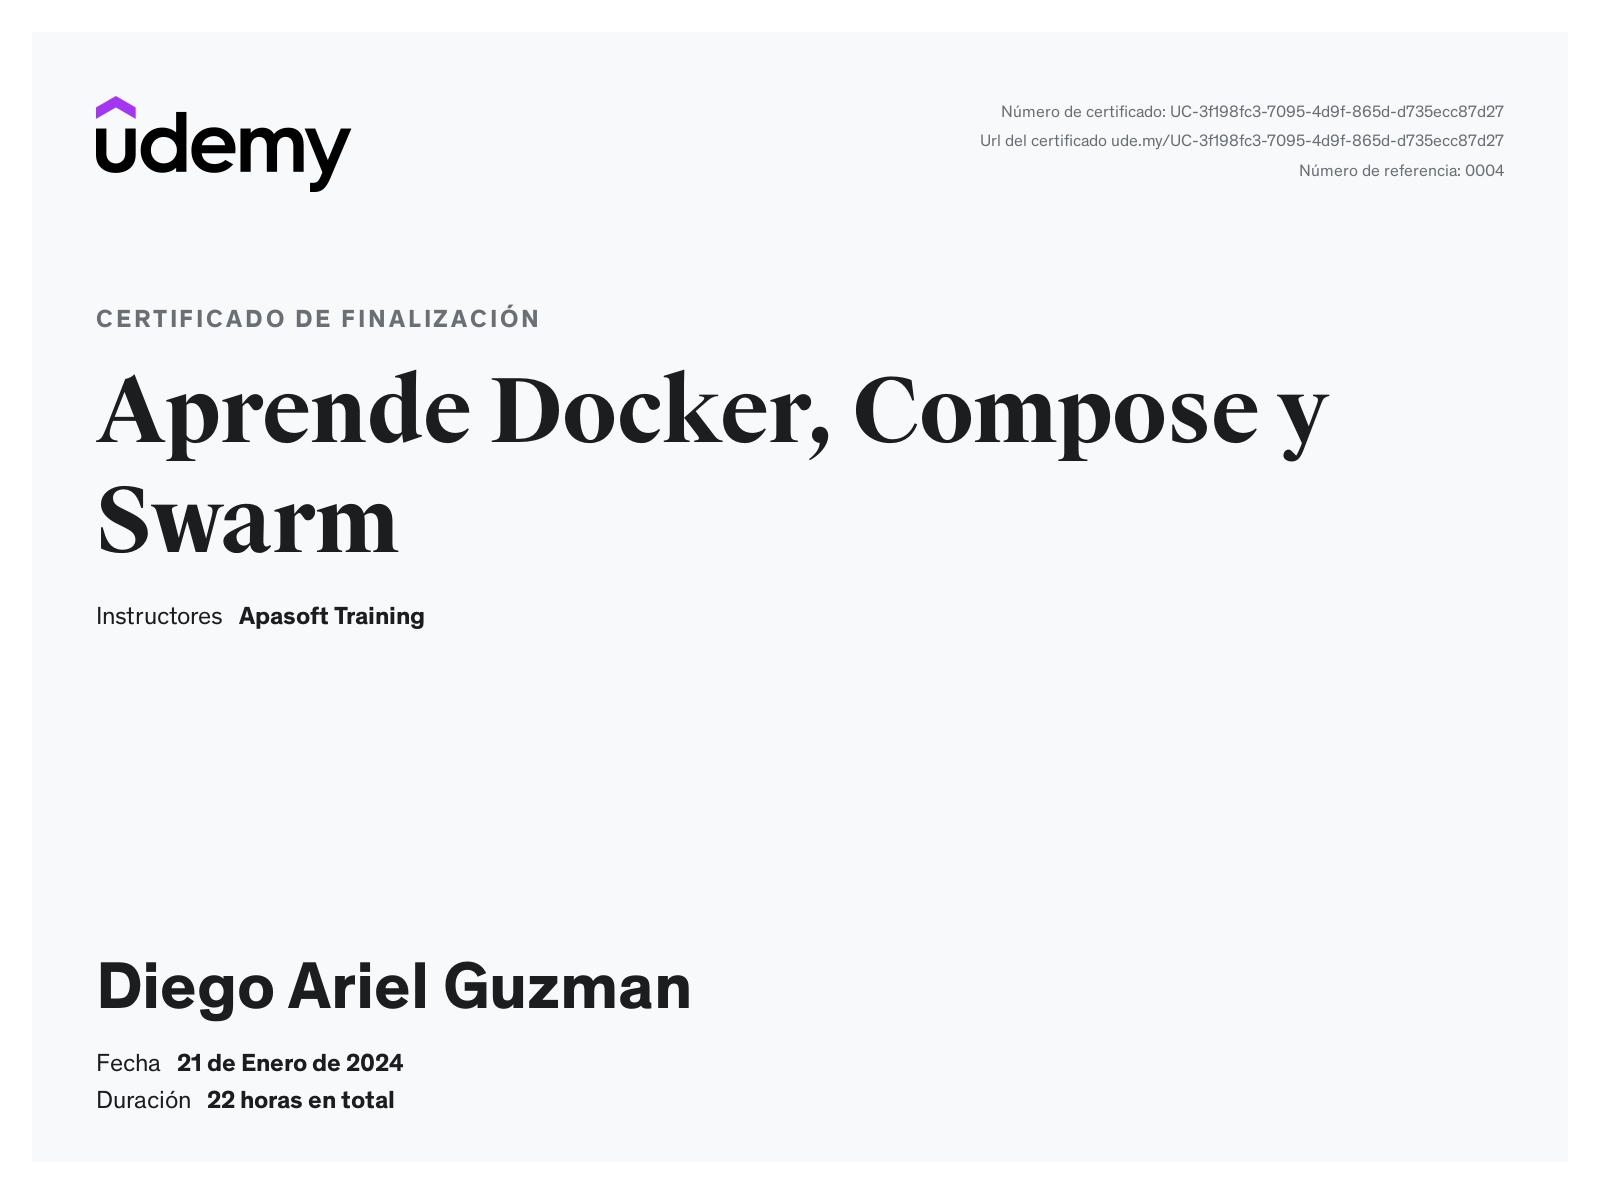 udemy
Número de certificado: UC-3f198fc3-7095-4d9f-865d-d735ecc87d27
Url del certificado ude.my/UC-3f198fc3-7095-4d9f-865d-d735ecc87d27
Número de referencia: 0004
CERTIFICADO DE FINALIZACIÓN
Aprende Docker, Compose y
Swarm
Instructores Apasoft Training
Diego Ariel Guzman
Fecha 21 de Enero de 2024
Duración 22 horas en total